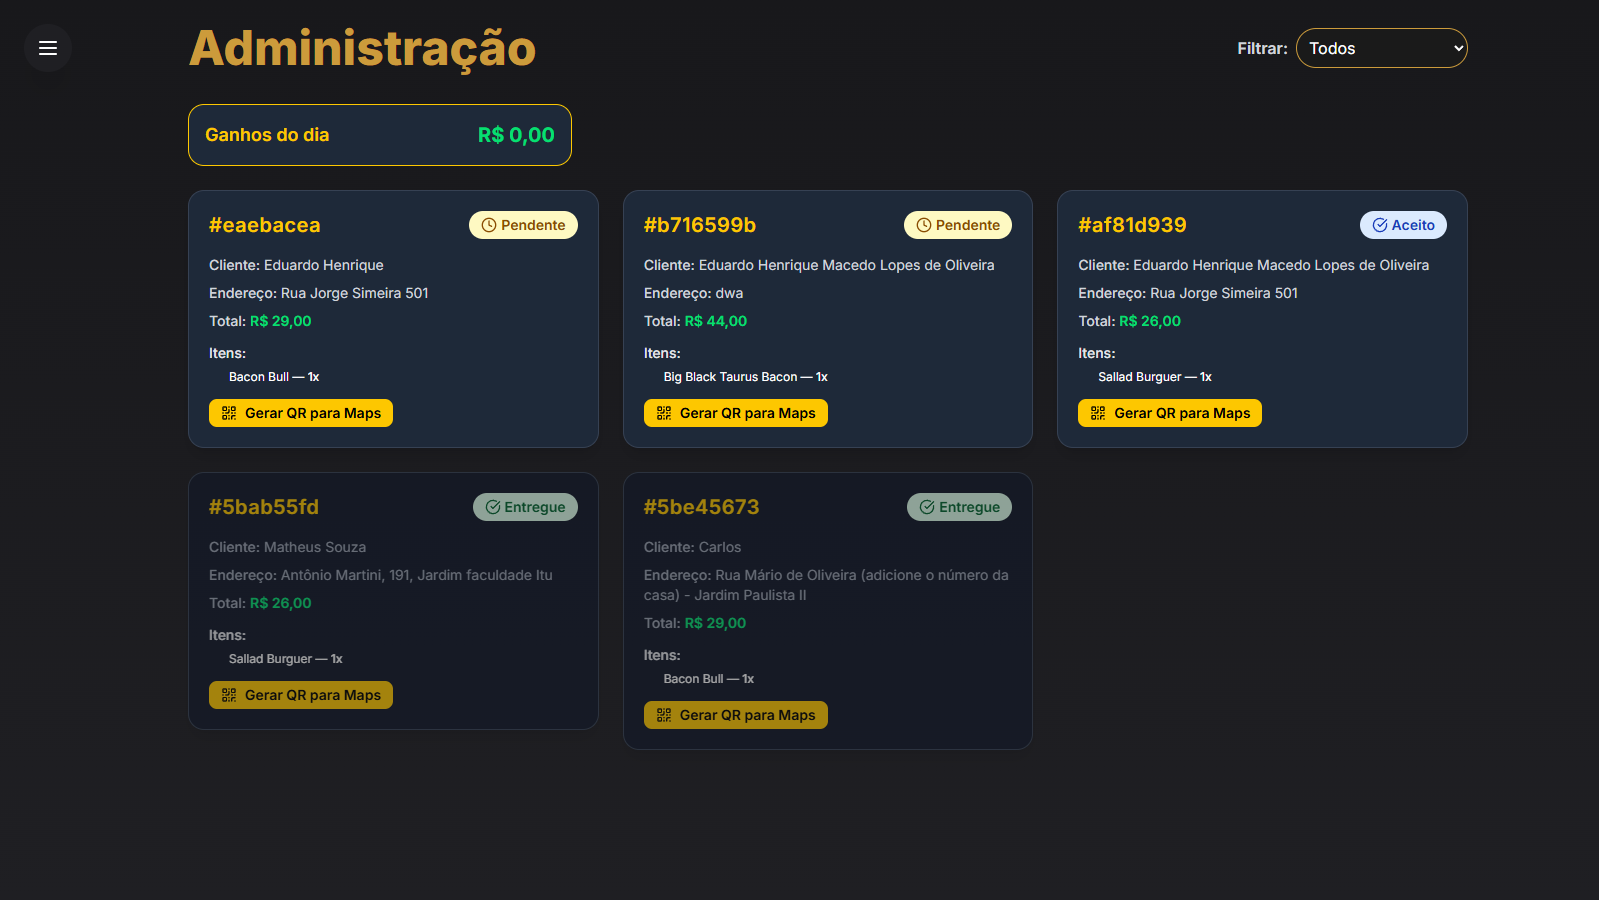 Administração
Filtrar: Todos
Ganhos do dia R$ 0,00
#eaebacea Pendente
Cliente: Eduardo Henrique
Endereço: Rua Jorge Simeira 501
Total: R$ 29,00
Itens:
Bacon Bull — 1x
Gerar QR para Maps
#b716599b Pendente
Cliente: Eduardo Henrique Macedo Lopes de Oliveira
Endereço: dwa
Total: R$ 44,00
Itens:
Big Black Taurus Bacon — 1x
Gerar QR para Maps
#af81d939 Aceito
Cliente: Eduardo Henrique Macedo Lopes de Oliveira
Endereço: Rua Jorge Simeira 501
Total: R$ 26,00
Itens:
Sallad Burguer — 1x
Gerar QR para Maps
#5bab55fd Entregue
Cliente: Matheus Souza
Endereço: Antônio Martini, 191, Jardim faculdade Itu
Total: R$ 26,00
Itens:
Sallad Burguer — 1x
Gerar QR para Maps
#5be45673 Entregue
Cliente: Carlos
Endereço: Rua Mário de Oliveira (adicione o número da
casa) - Jardim Paulista II
Total: R$ 29,00
Itens:
Bacon Bull — 1x
Gerar QR para Maps